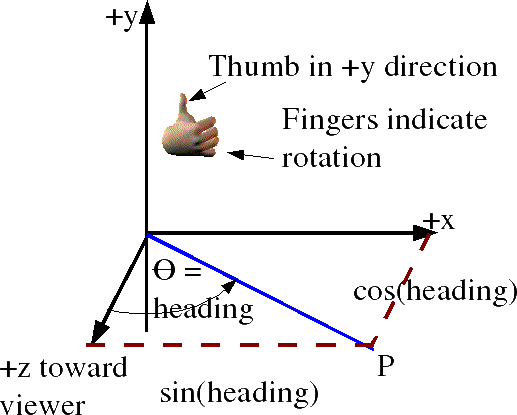 +y
Thumb in +y direction
Fingers indicate
rotation
+x
Θ =
heading
cos(heading)
+z toward
viewer
P
sin(heading)